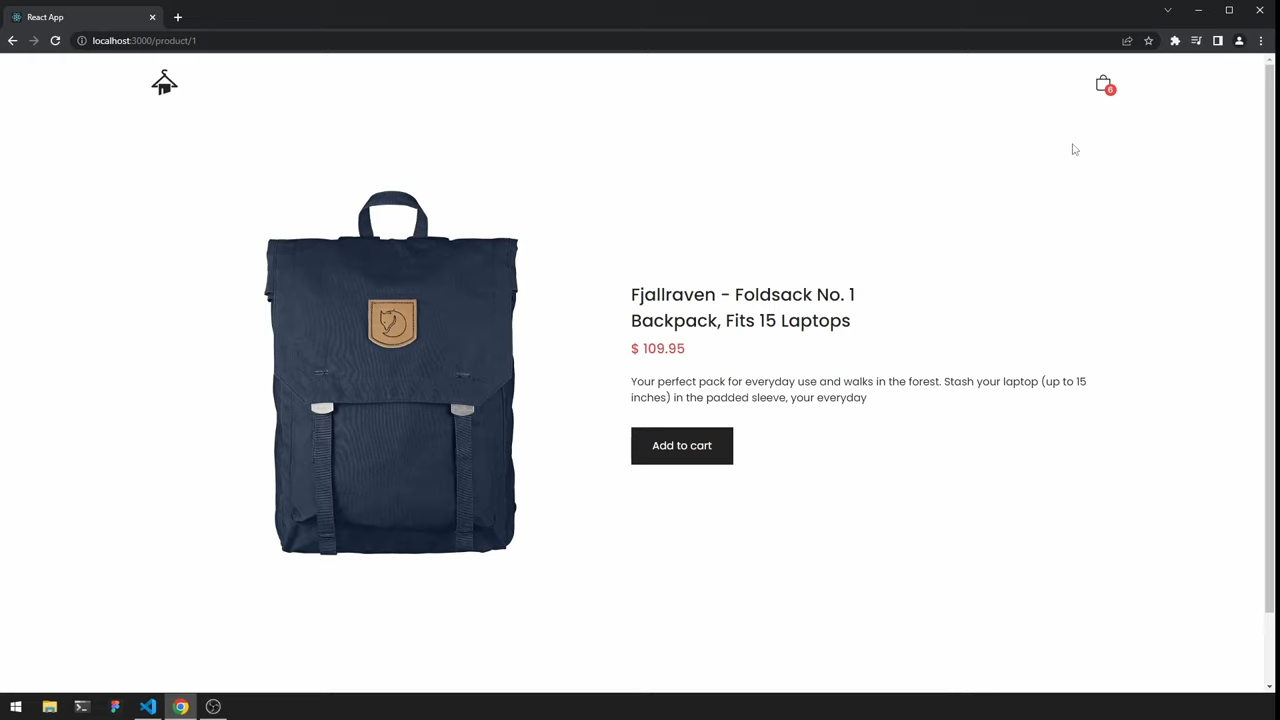 React App
localhost:3000/product/1
6
Fjallraven - Foldsack No. 1
Backpack, Fits 15 Laptops
$ 109.95
Your perfect pack for everyday use and walks in the forest. Stash your laptop (up to 15
inches) in the padded sleeve, your everyday
Add to cart